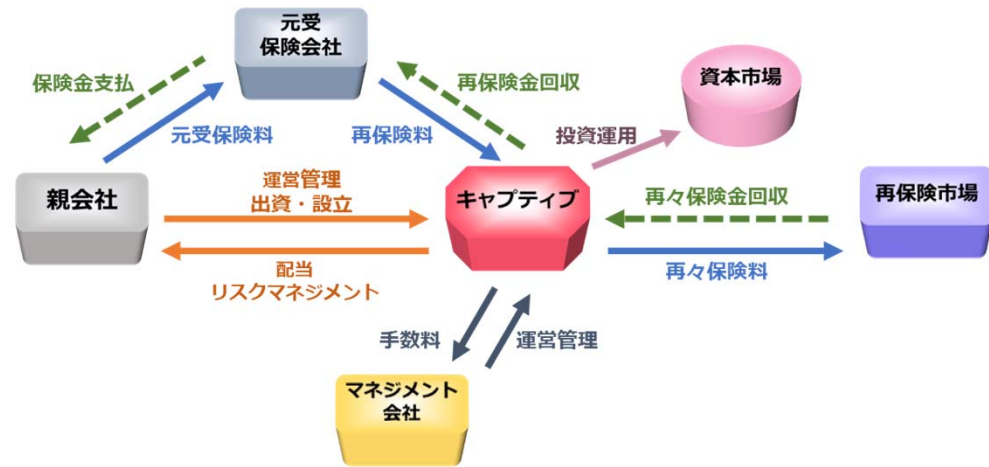 元受
保険会社
保険金支払
元受保険料
再保険料
再保険金回収
資本市場
投資運用
親会社
運営管理
出資・設立
キャプティブ
再々保険金回収
再保険市場
再々保険料
配当
リスクマネジメント
手数料
運営管理
マネジメント
会社